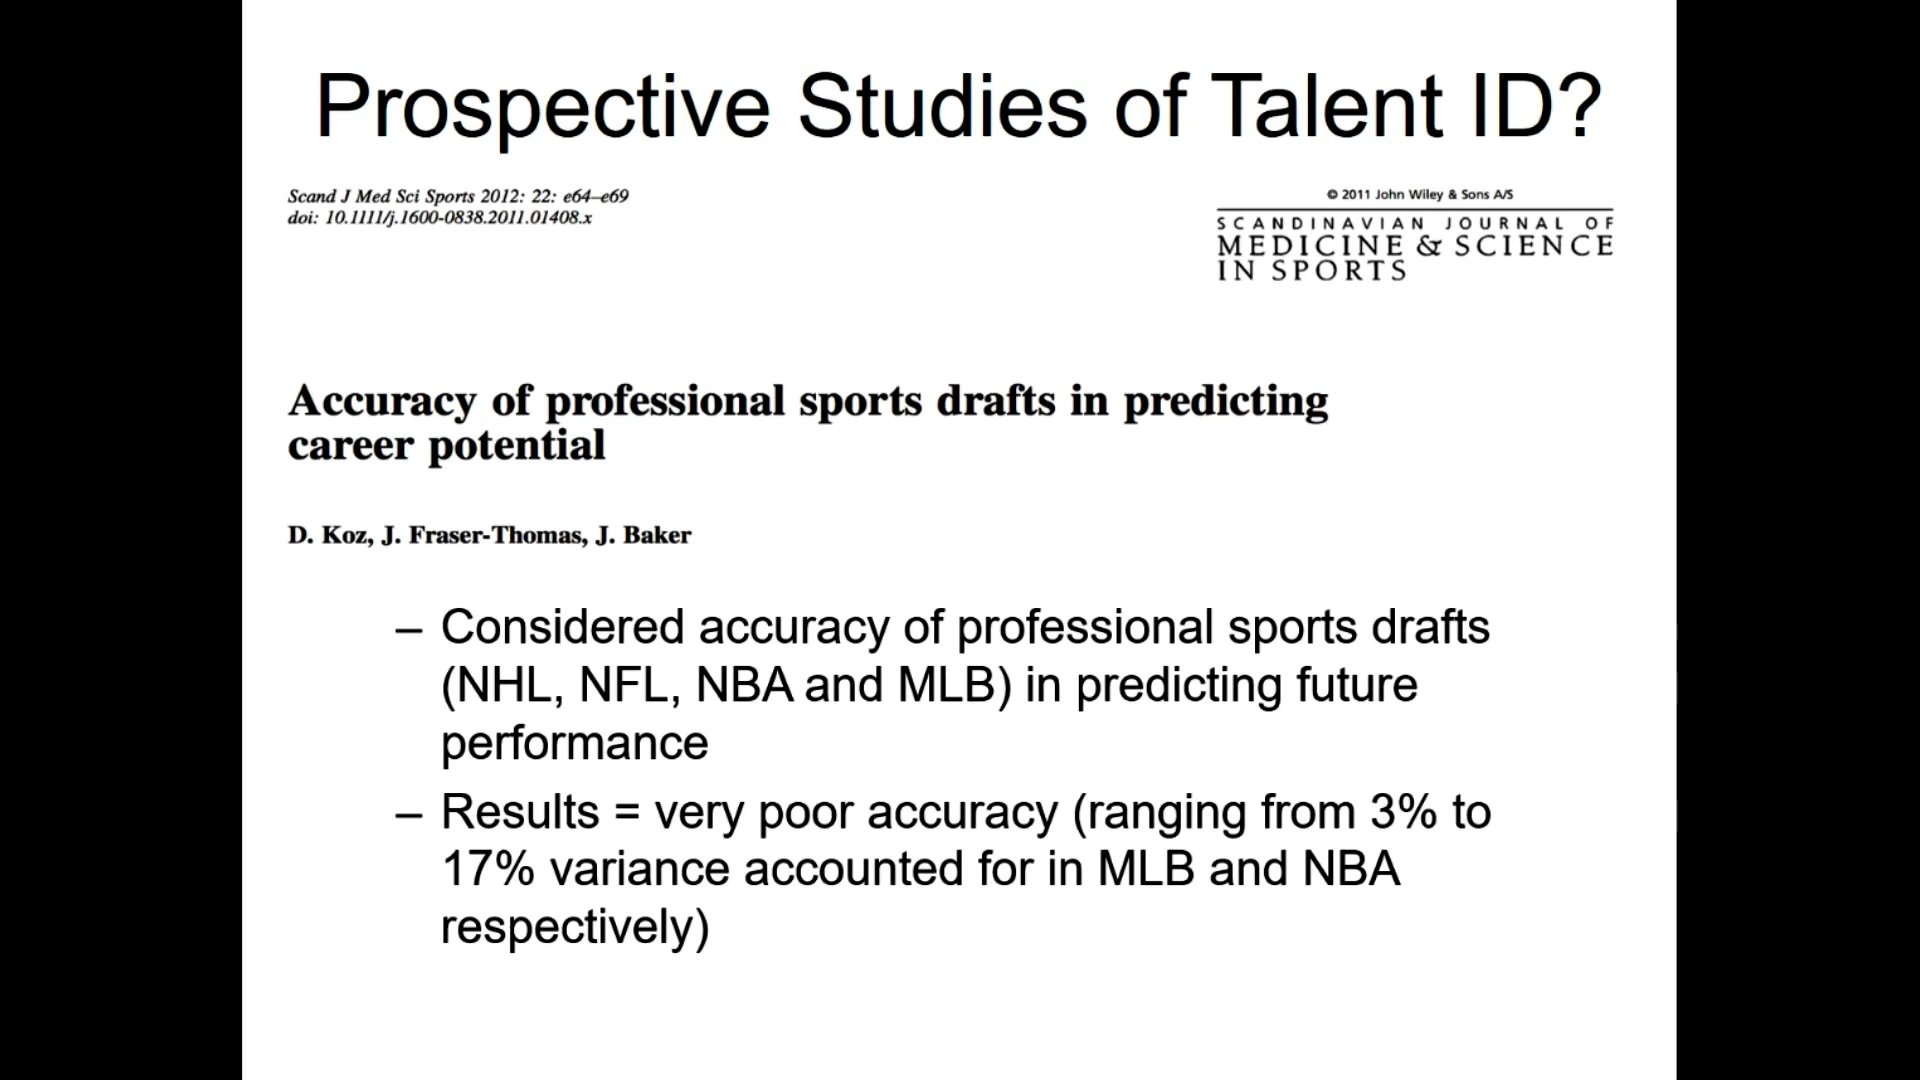 Prospective Studies of Talent ID?
Scand J Med Sci Sports 2012: 22: e64–e69
doi: 10.1111/j.1600-0838.2011.01408.x
© 2011 John Wiley & Sons A/S
SCANDINAVIAN JOURNAL OF
MEDICINE & SCIENCE
IN SPORTS
Accuracy of professional sports drafts in predicting
career potential
D. Koz, J. Fraser-Thomas, J. Baker
– Considered accuracy of professional sports drafts
(NHL, NFL, NBA and MLB) in predicting future
performance
– Results = very poor accuracy (ranging from 3% to
17% variance accounted for in MLB and NBA
respectively)